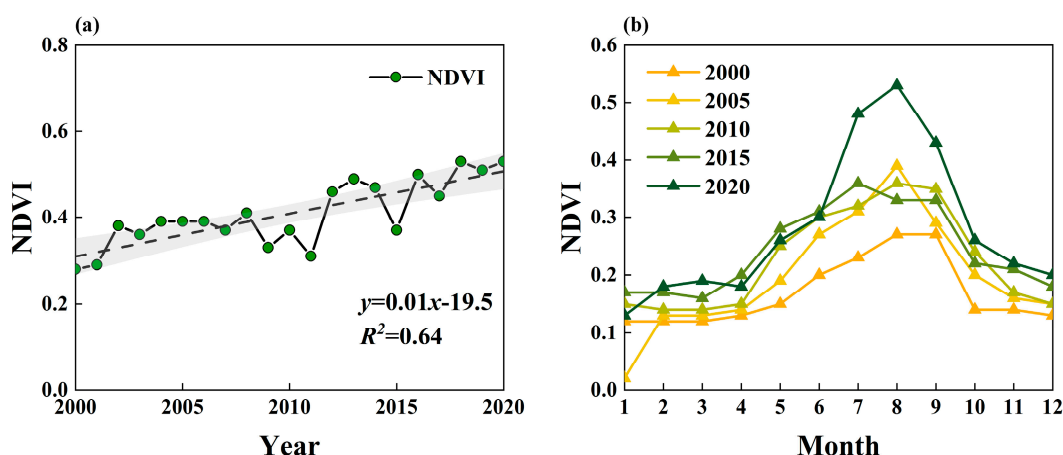 (a)
NDVI
0.8
0.6
0.4
0.2
0.0
NDVI
y=0.01x-19.5
R²=0.64
2000 2005 2010 2015 2020
Year
(b)
NDVI
0.6
0.5
0.4
0.3
0.2
0.1
0.0
2000
2005
2010
2015
2020
1 2 3 4 5 6 7 8 9 10 11 12
Month